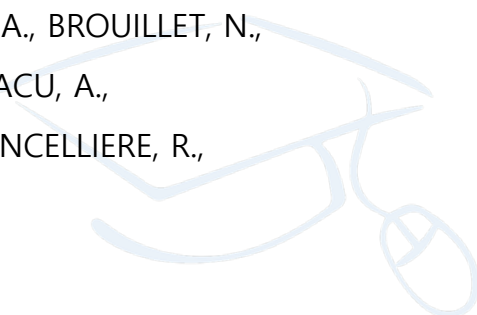 A., BROUILLET, N.,
ACU, A.,
NCELLIERE, R.,